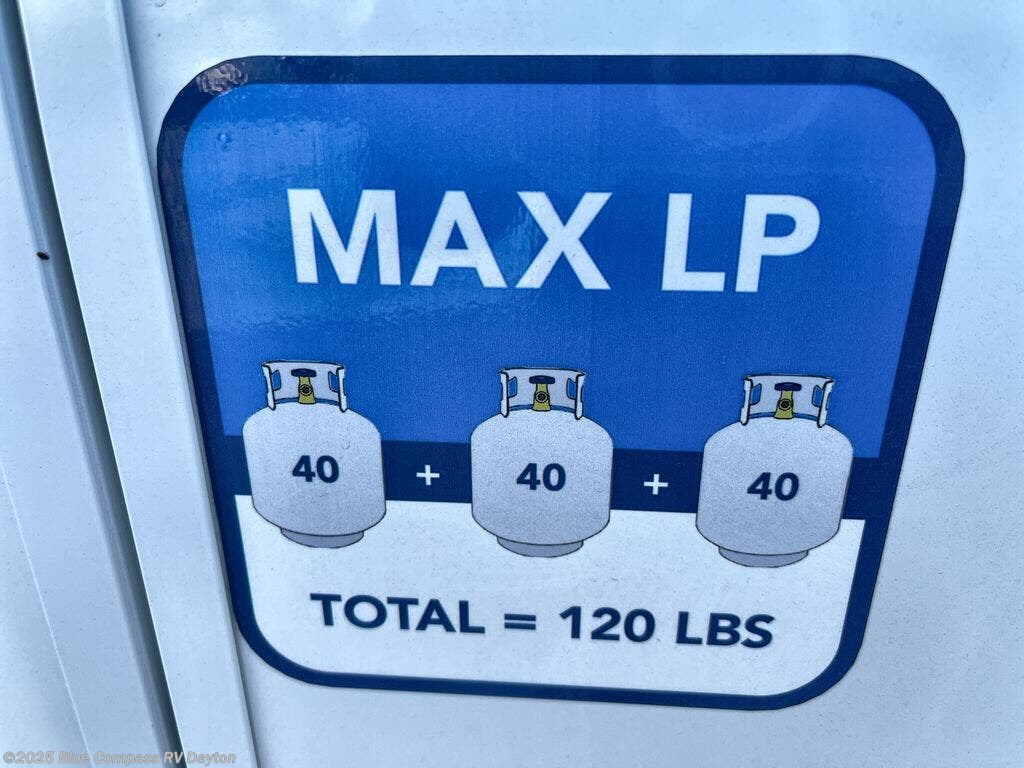 MAX LP
40 + 40 + 40
TOTAL = 120 LBS
©2025 Blue Compass RV Dayton